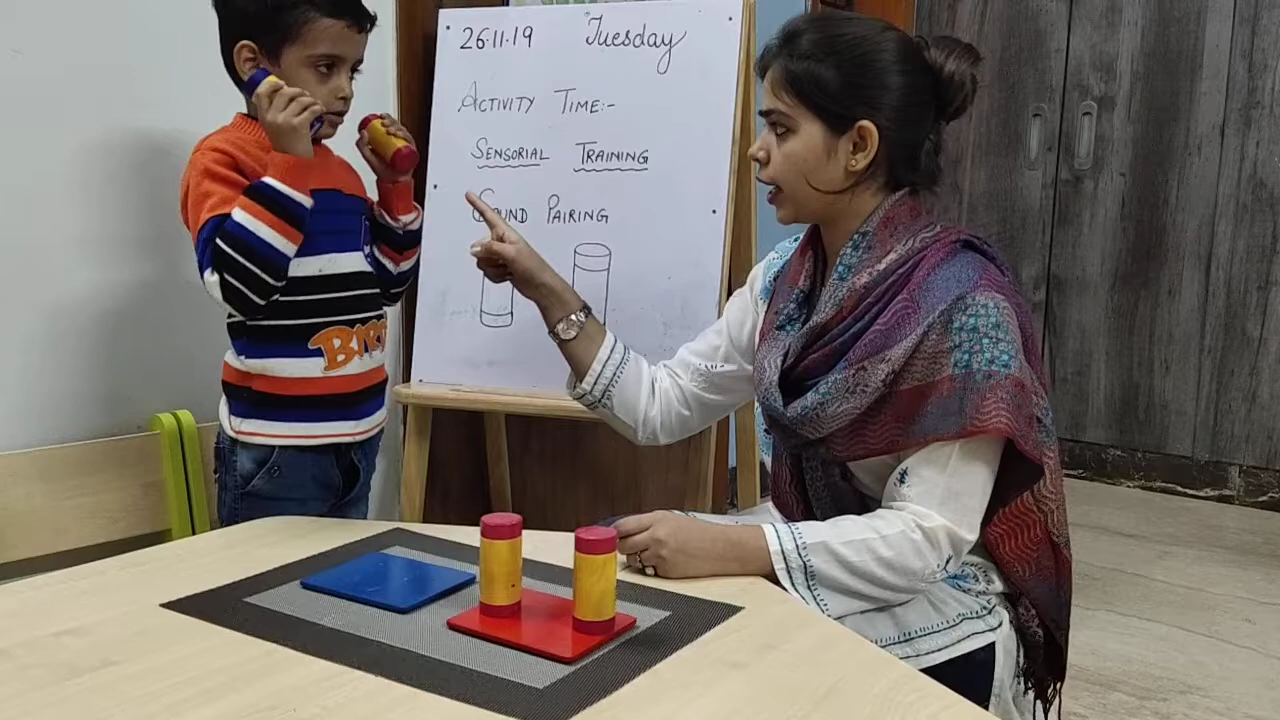 26.11.19 Tuesday
ACTIVITY TIME:-
SENSORIAL TRAINING
SOUND PAIRING